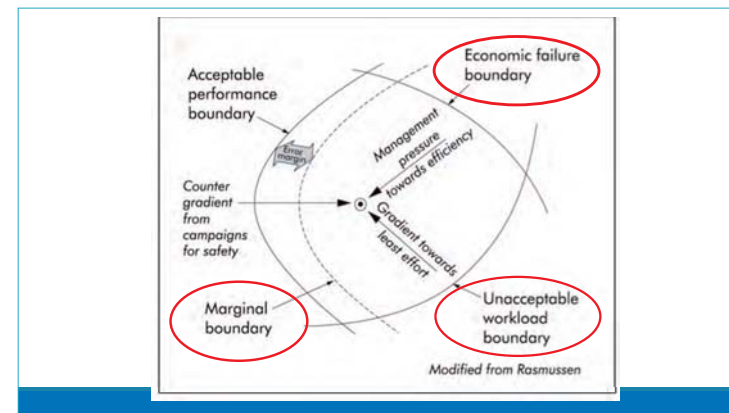 Economic failure
boundary
Acceptable
performance
boundary
Management
pressure
towards efficiency
Error
margin
Counter
gradient
from
campaigns
for safety
Gradient towards
least effort
Marginal
boundary
Unacceptable
workload
boundary
Modified from Rasmussen